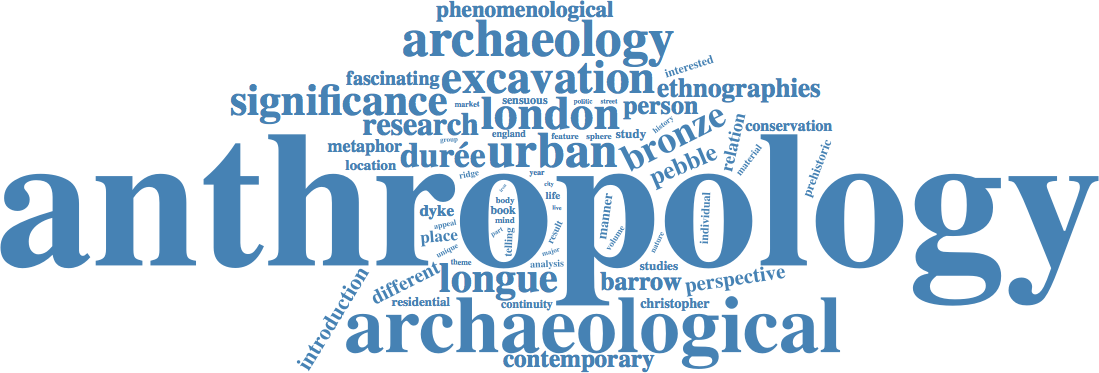 phenomenological
archaeology
interested
fascinating
excavation
ethnographies
significance
market
sensuous
politic
street
london
person
research
england
feature
sphere
study
history
bronze
relation
conservation
metaphor
group
durée
urban
pebble
material
prehistoric
location
ridge
year
city
anthropology
body
life
dyke
book
live
manner
individual
appeal
mind
place
part
telling
result
volume
nature
unique
major
theme
analysis
studies
different
longue
barrow
perspective
introduction
residential
continuity
christopher
archaeological
contemporary